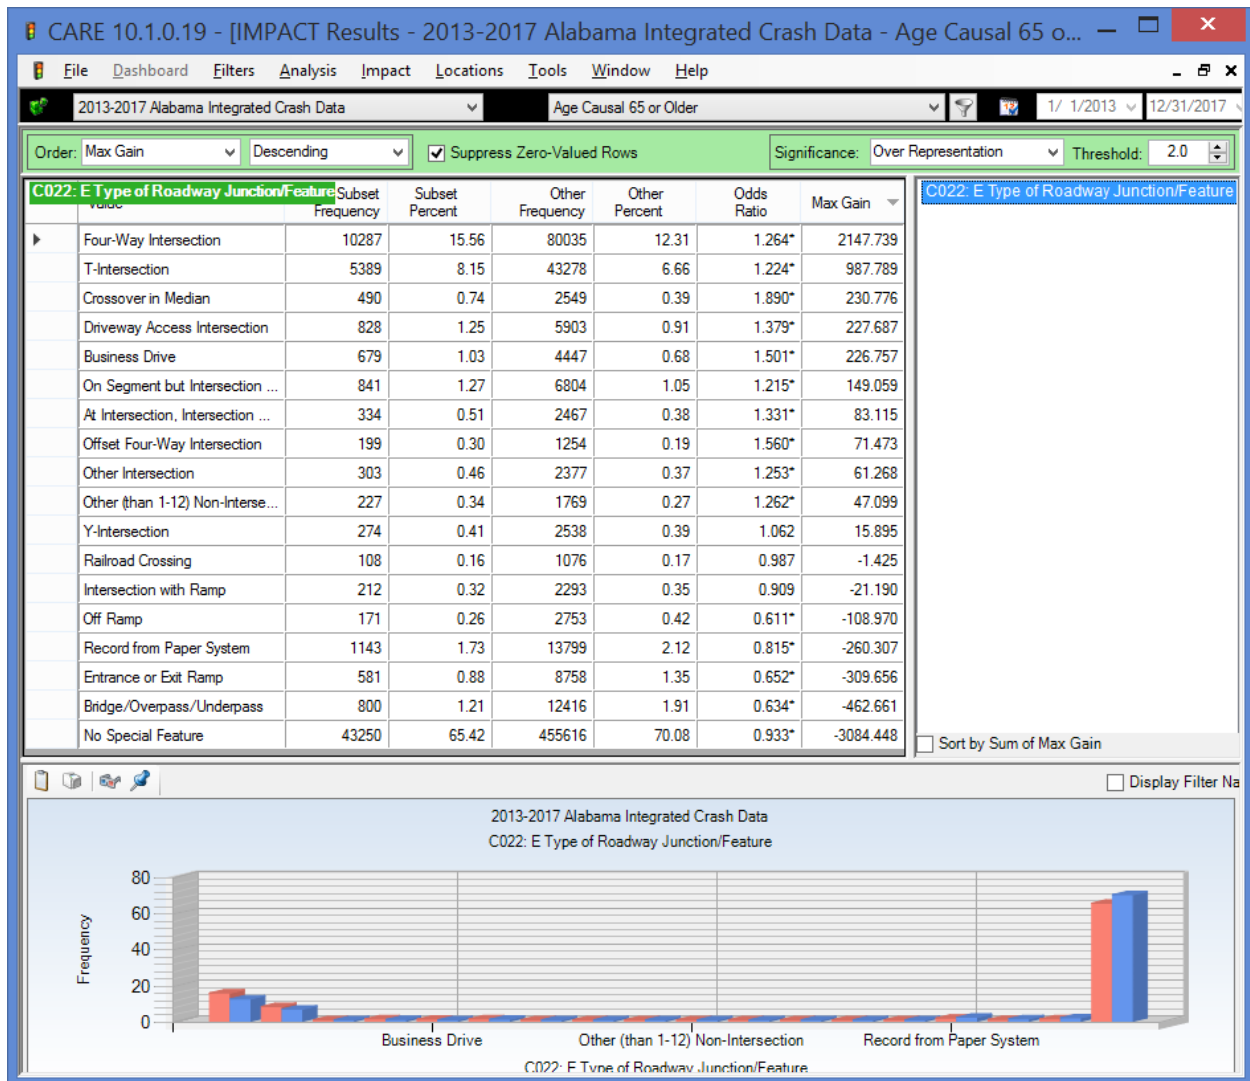 CARE 10.1.0.19 - [IMPACT Results - 2013-2017 Alabama Integrated Crash Data - Age Causal 65 o...
File Dashboard Filters Analysis Impact Locations Tools Window Help
2013-2017 Alabama Integrated Crash Data Age Causal 65 or Older 1/ 1/2013 12/31/2017
Order: Max Gain Descending Suppress Zero-Valued Rows Significance: Over Representation Threshold: 2.0
C022: E Type of Roadway Junction/Feature
Subset Frequency Subset Percent Other Frequency Other Percent Odds Ratio Max Gain
Four-Way Intersection 10287 15.56 80035 12.31 1.264* 2147.739
T-Intersection 5389 8.15 43278 6.66 1.224* 987.789
Crossover in Median 490 0.74 2549 0.39 1.890* 230.776
Driveway Access Intersection 828 1.25 5903 0.91 1.379* 227.687
Business Drive 679 1.03 4447 0.68 1.501* 226.757
On Segment but Intersection ... 841 1.27 6804 1.05 1.215* 149.059
At Intersection, Intersection ... 334 0.51 2467 0.38 1.331* 83.115
Offset Four-Way Intersection 199 0.30 1254 0.19 1.560* 71.473
Other Intersection 303 0.46 2377 0.37 1.253* 61.268
Other (than 1-12) Non-Interse... 227 0.34 1769 0.27 1.262* 47.099
Y-Intersection 274 0.41 2538 0.39 1.062 15.895
Railroad Crossing 108 0.16 1076 0.17 0.987 -1.425
Intersection with Ramp 212 0.32 2293 0.35 0.909 -21.190
Off Ramp 171 0.26 2753 0.42 0.611* -108.970
Record from Paper System 1143 1.73 13799 2.12 0.815* -260.307
Entrance or Exit Ramp 581 0.88 8758 1.35 0.652* -309.656
Bridge/Overpass/Underpass 800 1.21 12416 1.91 0.634* -462.661
No Special Feature 43250 65.42 455616 70.08 0.933* -3084.448
C022: E Type of Roadway Junction/Feature
Sort by Sum of Max Gain
Display Filter Na
2013-2017 Alabama Integrated Crash Data
C022: E Type of Roadway Junction/Feature
Frequency
80
60
40
20
0
Business Drive Other (than 1-12) Non-Intersection Record from Paper System
C022: E Type of Roadway Junction/Feature